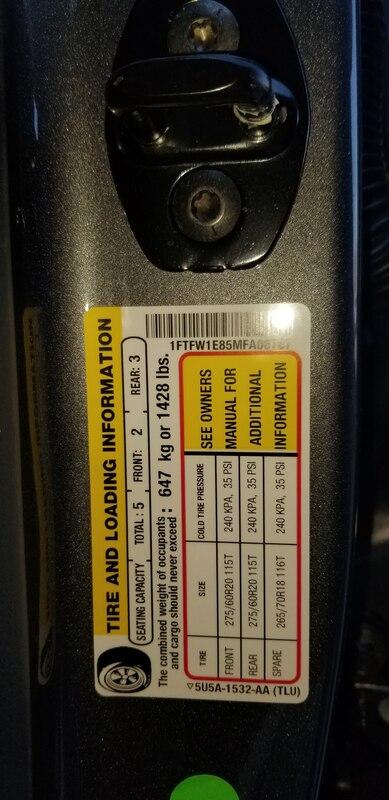 TIRE AND LOADING INFORMATION
SEATING CAPACITY TOTAL : 5 FRONT: 2 REAR: 3
The combined weight of occupants : 647 kg or 1428 lbs.
and cargo should never exceed
TIRE SIZE COLD TIRE PRESSURE
FRONT 275/60R20 115T 240 KPA, 35 PSI
REAR 275/60R20 115T 240 KPA, 35 PSI
SPARE 265/70R18 116T 240 KPA, 35 PSI
SEE OWNERS
MANUAL FOR
ADDITIONAL
INFORMATION
5U5A-1532-AA (TLU)